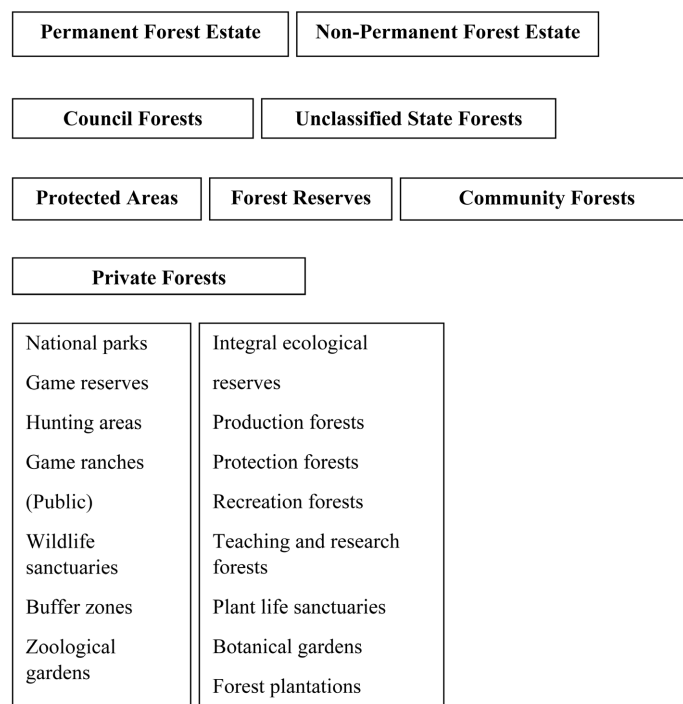 Permanent Forest Estate
Non-Permanent Forest Estate
Council Forests
Unclassified State Forests
Protected Areas
Forest Reserves
Community Forests
Private Forests
National parks
Game reserves
Hunting areas
Game ranches
(Public)
Wildlife
sanctuaries
Buffer zones
Zoological
gardens
Integral ecological
reserves
Production forests
Protection forests
Recreation forests
Teaching and research
forests
Plant life sanctuaries
Botanical gardens
Forest plantations